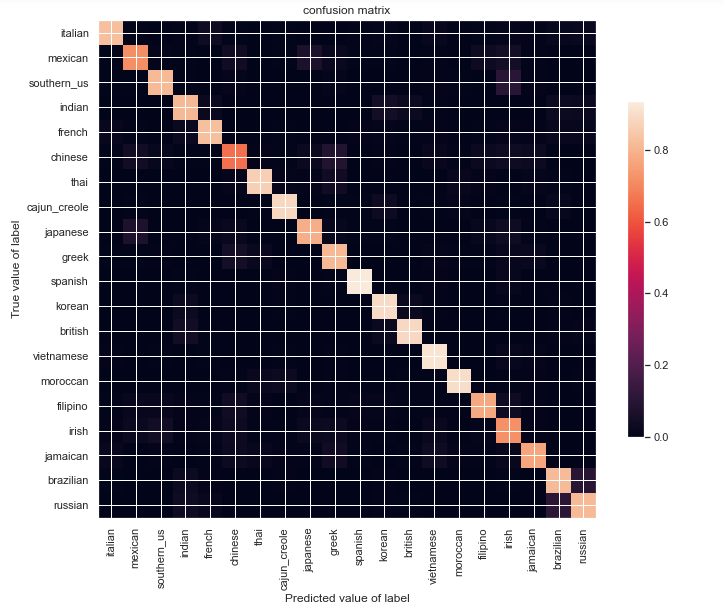 confusion matrix
True value of label
italian
mexican
southern_us
indian
french
chinese
thai
cajun_creole
japanese
greek
spanish
korean
british
vietnamese
moroccan
filipino
irish
jamaican
brazilian
russian
italian
mexican
southern_us
indian
french
chinese
thai
cajun_creole
japanese
greek
spanish
korean
british
vietnamese
moroccan
filipino
irish
jamaican
brazilian
russian
Predicted value of label
0.8
0.6
0.4
0.2
0.0